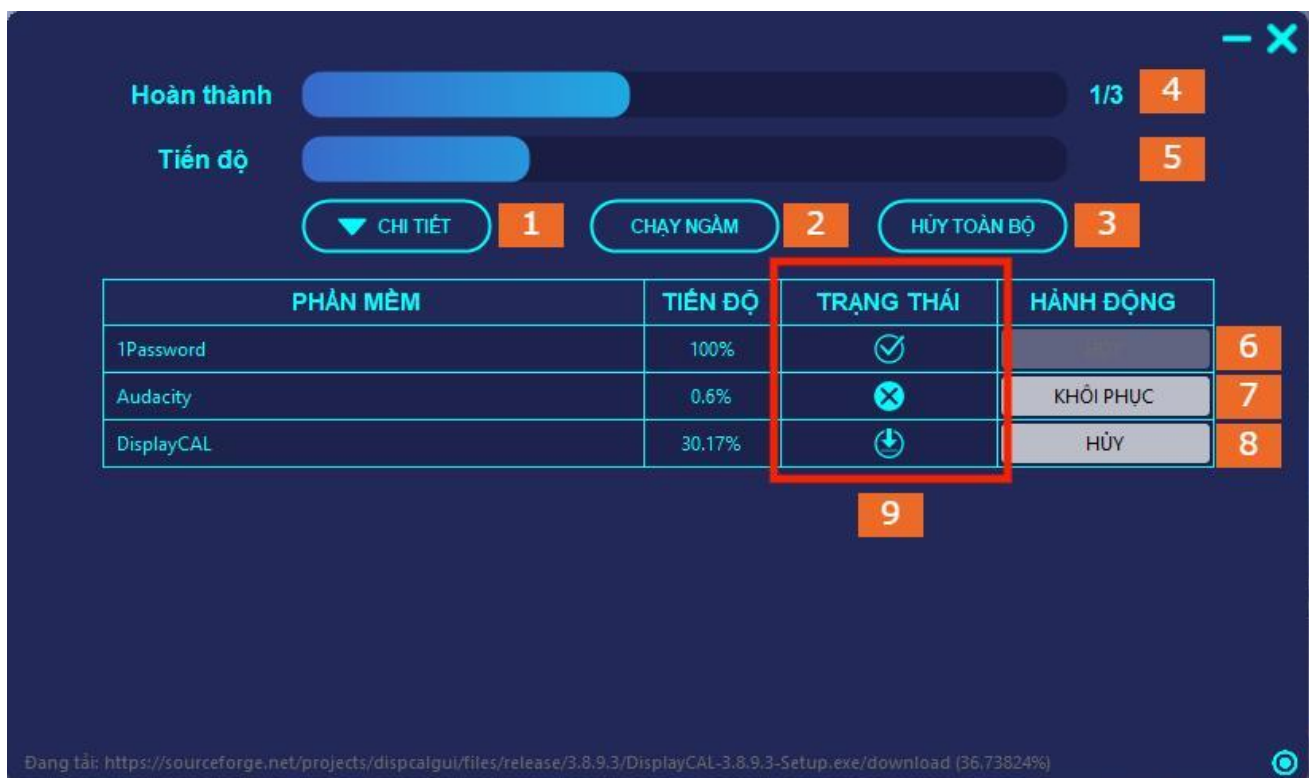 Hoàn thành 1/3 4
Tiến độ 5
CHI TIẾT 1 CHẠY NGẦM 2 HỦY TOÀN BỘ 3
PHẦN MỀM TIẾN ĐỘ TRẠNG THÁI HÀNH ĐỘNG
1Password 100% 6
Audacity 0.6% KHÔI PHỤC 7
DisplayCAL 30.17% HỦY 8
9
Đang tải: https://sourceforge.net/projects/dispcalgui/files/release/3.8.9.3/DisplayCAL-3.8.9.3-Setup.exe/download (36.73824%)